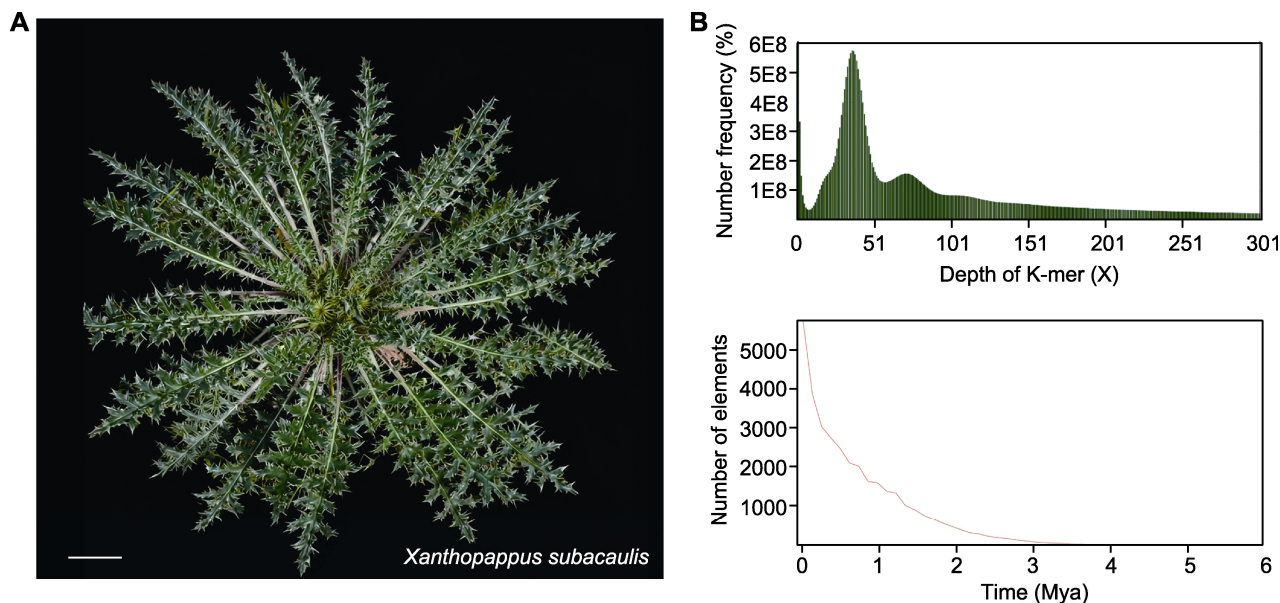 A
Xanthopappus subacaulis
B
Number frequency (%)
6E8
5E8
4E8
3E8
2E8
1E8
0 51 101 151 201 251 301
Depth of K-mer (X)
Number of elements
5000
4000
3000
2000
1000
0 1 2 3 4 5 6
Time (Mya)